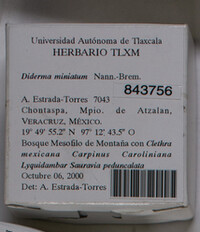 Universidad Autónoma de Tlaxcala
HERBARIO TLXM
Diderma miniatum Nann.-Brem.
843756
A. Estrada-Torres 7043
Chontaspa, Mpio. de Atzalan,
VERACRUZ, MÉXICO.
19° 49' 55.2" N 97° 12' 43.5" O
Bosque Mesofilo de Montaña con Clethra
mexicana Carpinus Caroliniana
Lyquidambar Sauravia peduncalata
Octubre 06, 2000
Det: A. Estrada-Torres